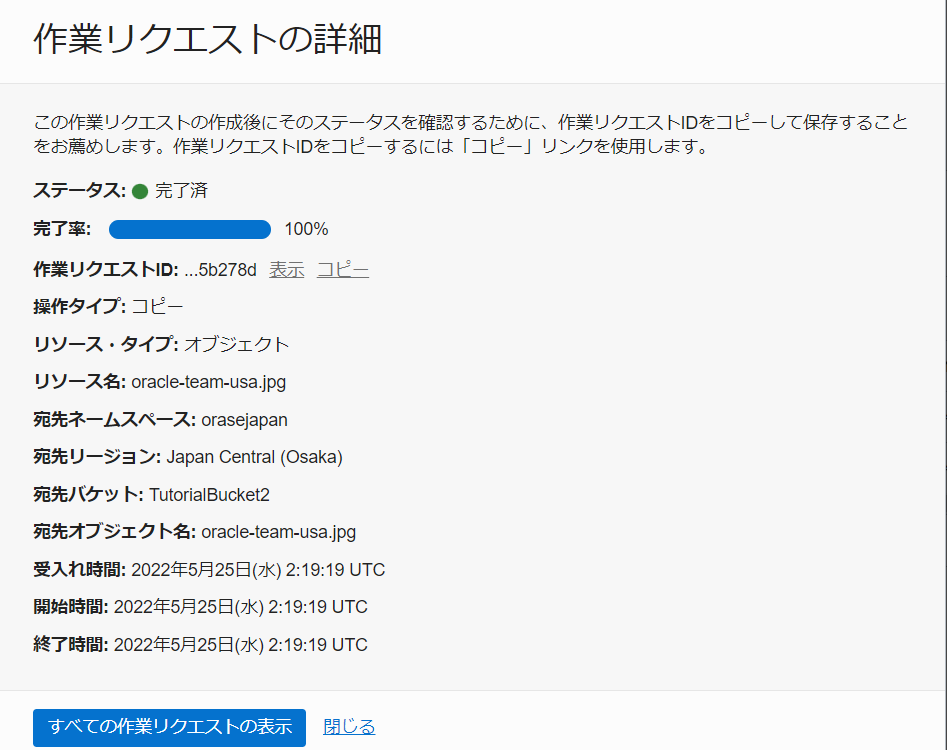 作業リクエストの詳細
この作業リクエストの作成後にそのステータスを確認するために、作業リクエストIDをコピーして保存すること
をお薦めします。作業リクエストIDをコピーするには「コピー」リンクを使用します。
ステータス: 完了済
完了率: 100%
作業リクエストID: ...5b278d 表示 コピー
操作タイプ: コピー
リソース・タイプ: オブジェクト
リソース名: oracle-team-usa.jpg
宛先ネームスペース: orasejapan
宛先リージョン: Japan Central (Osaka)
宛先バケット: TutorialBucket2
宛先オブジェクト名: oracle-team-usa.jpg
受入れ時間: 2022年5月25日(水) 2:19:19 UTC
開始時間: 2022年5月25日(水) 2:19:19 UTC
終了時間: 2022年5月25日(水) 2:19:19 UTC
すべての作業リクエストの表示 閉じる